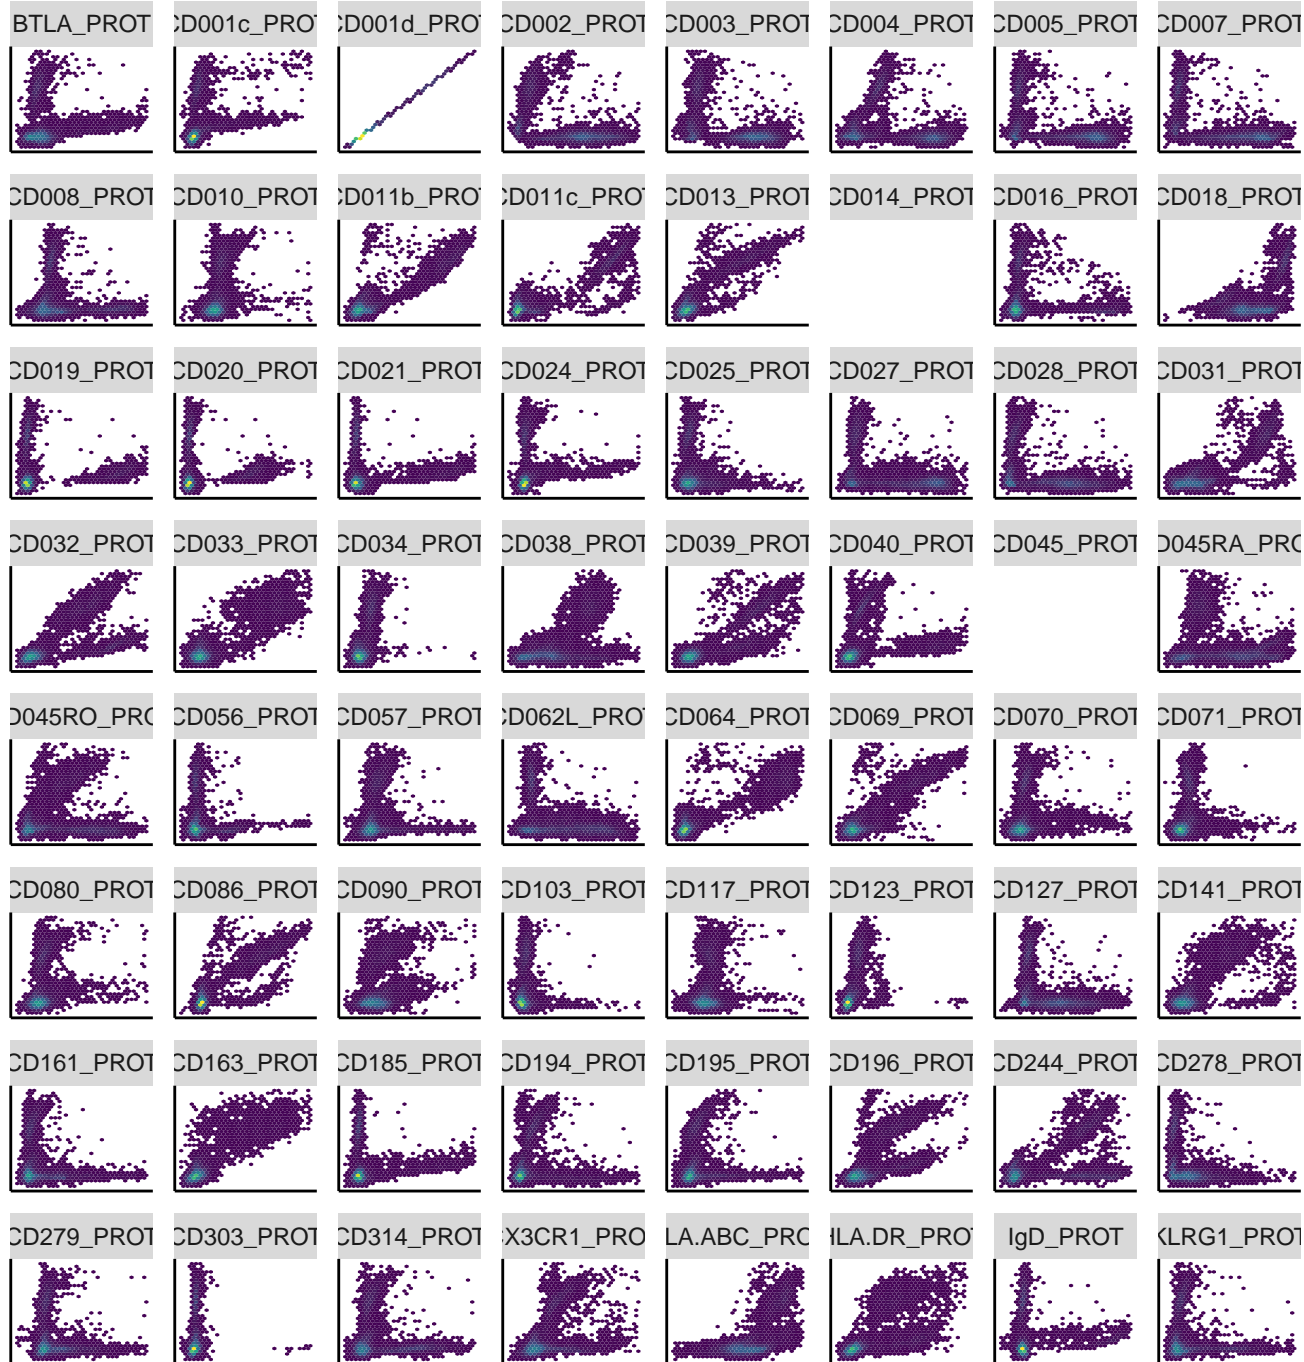 BTLA_PROT CD001c_PROT CD001d_PROT CD002_PROT CD003_PROT CD004_PROT CD005_PROT CD007_PROT
CD008_PROT CD010_PROT CD011b_PROT CD011c_PROT CD013_PROT CD014_PROT CD016_PROT CD018_PROT
CD019_PROT CD020_PROT CD021_PROT CD024_PROT CD025_PROT CD027_PROT CD028_PROT CD031_PROT
CD032_PROT CD033_PROT CD034_PROT CD038_PROT CD039_PROT CD040_PROT CD045_PROT D045RA_PRO
D045RO_PRO CD056_PROT CD057_PROT CD062L_PROT CD064_PROT CD069_PROT CD070_PROT CD071_PROT
CD080_PROT CD086_PROT CD090_PROT CD103_PROT CD117_PROT CD123_PROT CD127_PROT CD141_PROT
CD161_PROT CD163_PROT CD185_PROT CD194_PROT CD195_PROT CD196_PROT CD244_PROT CD278_PROT
CD279_PROT CD303_PROT CD314_PROT CX3CR1_PRO LA.ABC_PRO HLA.DR_PROT IgD_PROT KLRG1_PROT